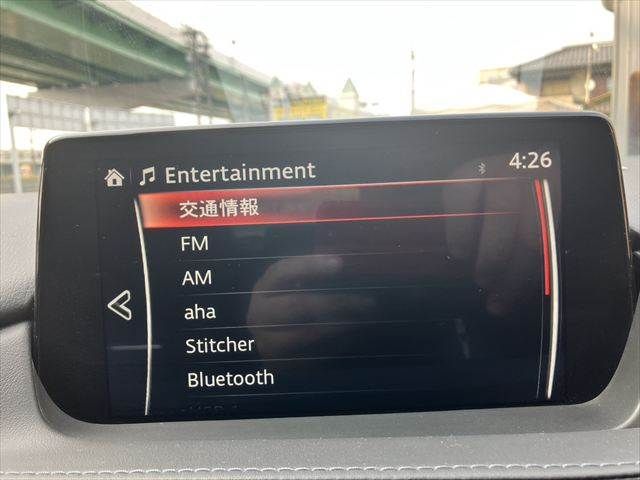 Entertainment
4:26
交通情報
FM
AM
aha
Stitcher
Bluetooth